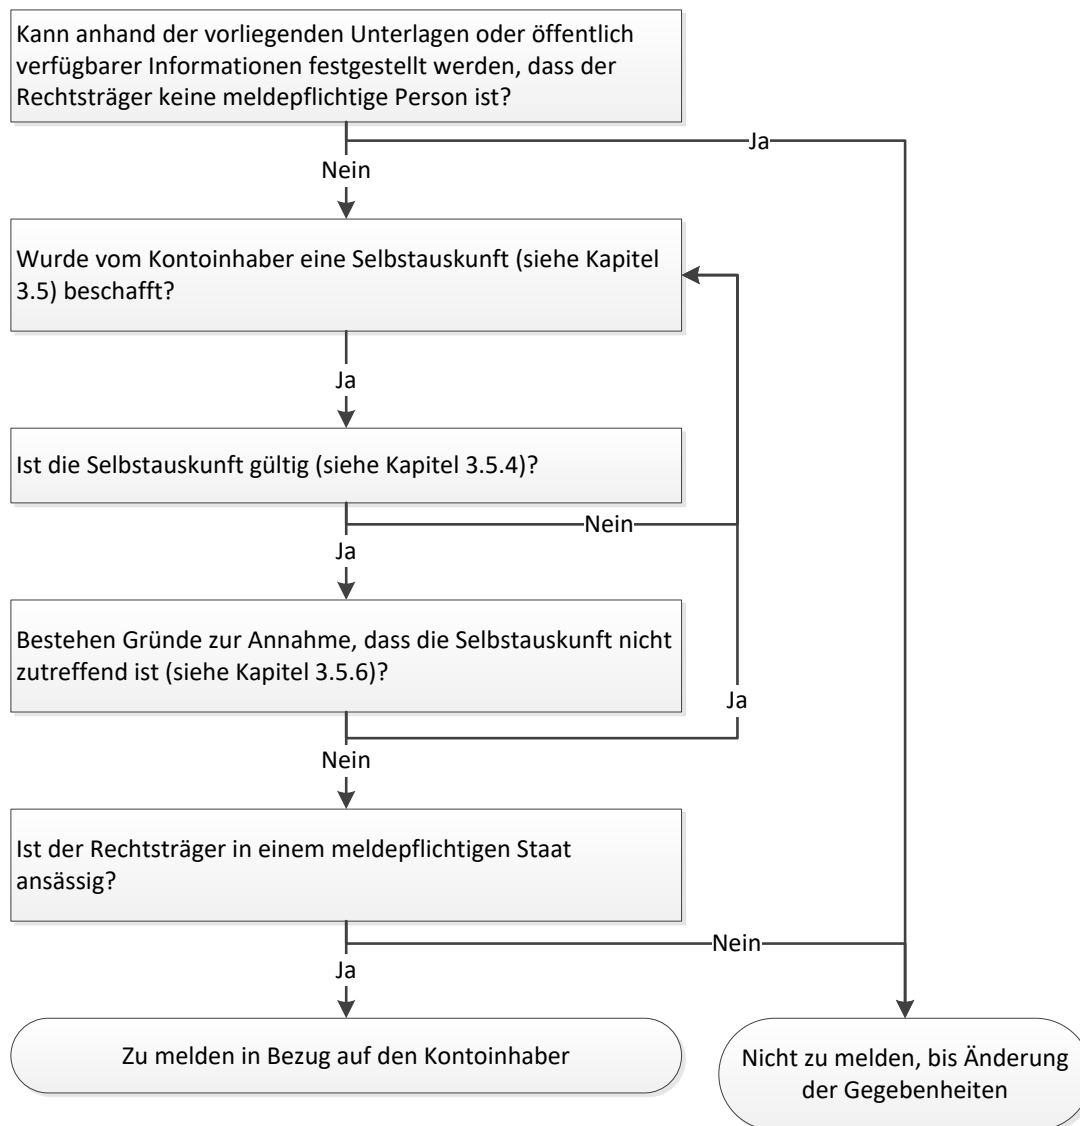 Kann anhand der vorliegenden Unterlagen oder öffentlich
verfügbarer Informationen festgestellt werden, dass der
Rechtsträger keine meldepflichtige Person ist?
Ja
Nein
Wurde vom Kontoinhaber eine Selbstauskunft (siehe Kapitel
3.5) beschafft?
Ja
Ist die Selbstauskunft gültig (siehe Kapitel 3.5.4)?
Nein
Ja
Bestehen Gründe zur Annahme, dass die Selbstauskunft nicht
zutreffend ist (siehe Kapitel 3.5.6)?
Ja
Nein
Ist der Rechtsträger in einem meldepflichtigen Staat
ansässig?
Nein
Ja
Zu melden in Bezug auf den Kontoinhaber
Nicht zu melden, bis Änderung
der Gegebenheiten